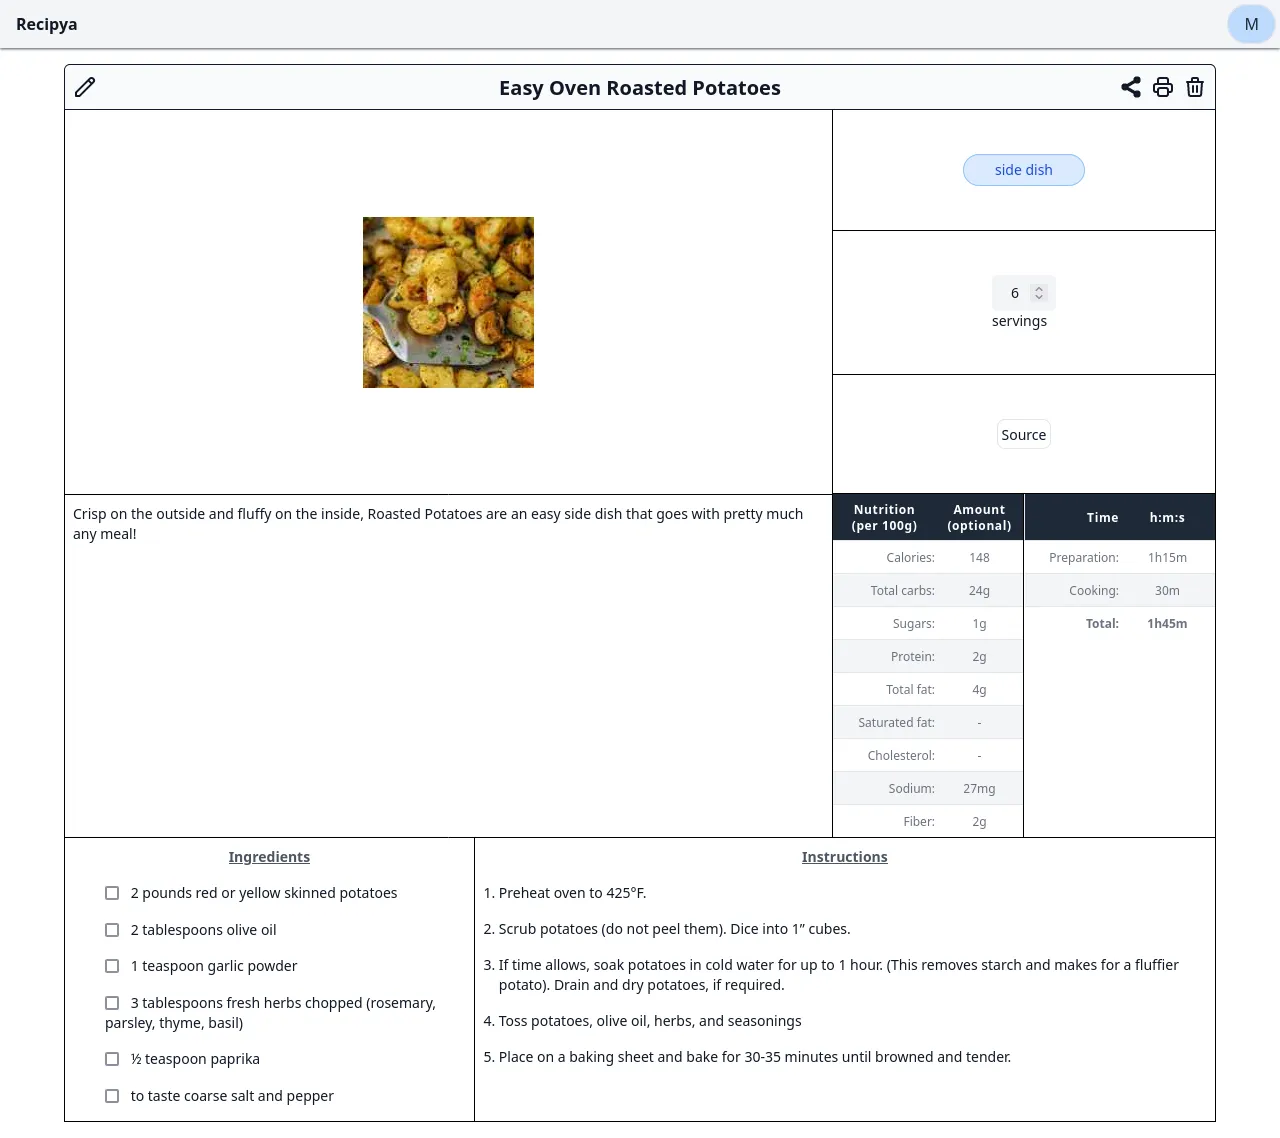 Recipya
M
Easy Oven Roasted Potatoes
side dish
6
servings
Source
Crisp on the outside and fluffy on the inside, Roasted Potatoes are an easy side dish that goes with pretty much
any meal!
Nutrition
(per 100g)
Amount
(optional)
Calories: 148
Total carbs: 24g
Sugars: 1g
Protein: 2g
Total fat: 4g
Saturated fat: -
Cholesterol: -
Sodium: 27mg
Fiber: 2g
Time h:m:s
Preparation: 1h15m
Cooking: 30m
Total: 1h45m
Ingredients
2 pounds red or yellow skinned potatoes
2 tablespoons olive oil
1 teaspoon garlic powder
3 tablespoons fresh herbs chopped (rosemary,
parsley, thyme, basil)
½ teaspoon paprika
to taste coarse salt and pepper
Instructions
1. Preheat oven to 425°F.
2. Scrub potatoes (do not peel them). Dice into 1” cubes.
3. If time allows, soak potatoes in cold water for up to 1 hour. (This removes starch and makes for a fluffier
potato). Drain and dry potatoes, if required.
4. Toss potatoes, olive oil, herbs, and seasonings
5. Place on a baking sheet and bake for 30-35 minutes until browned and tender.